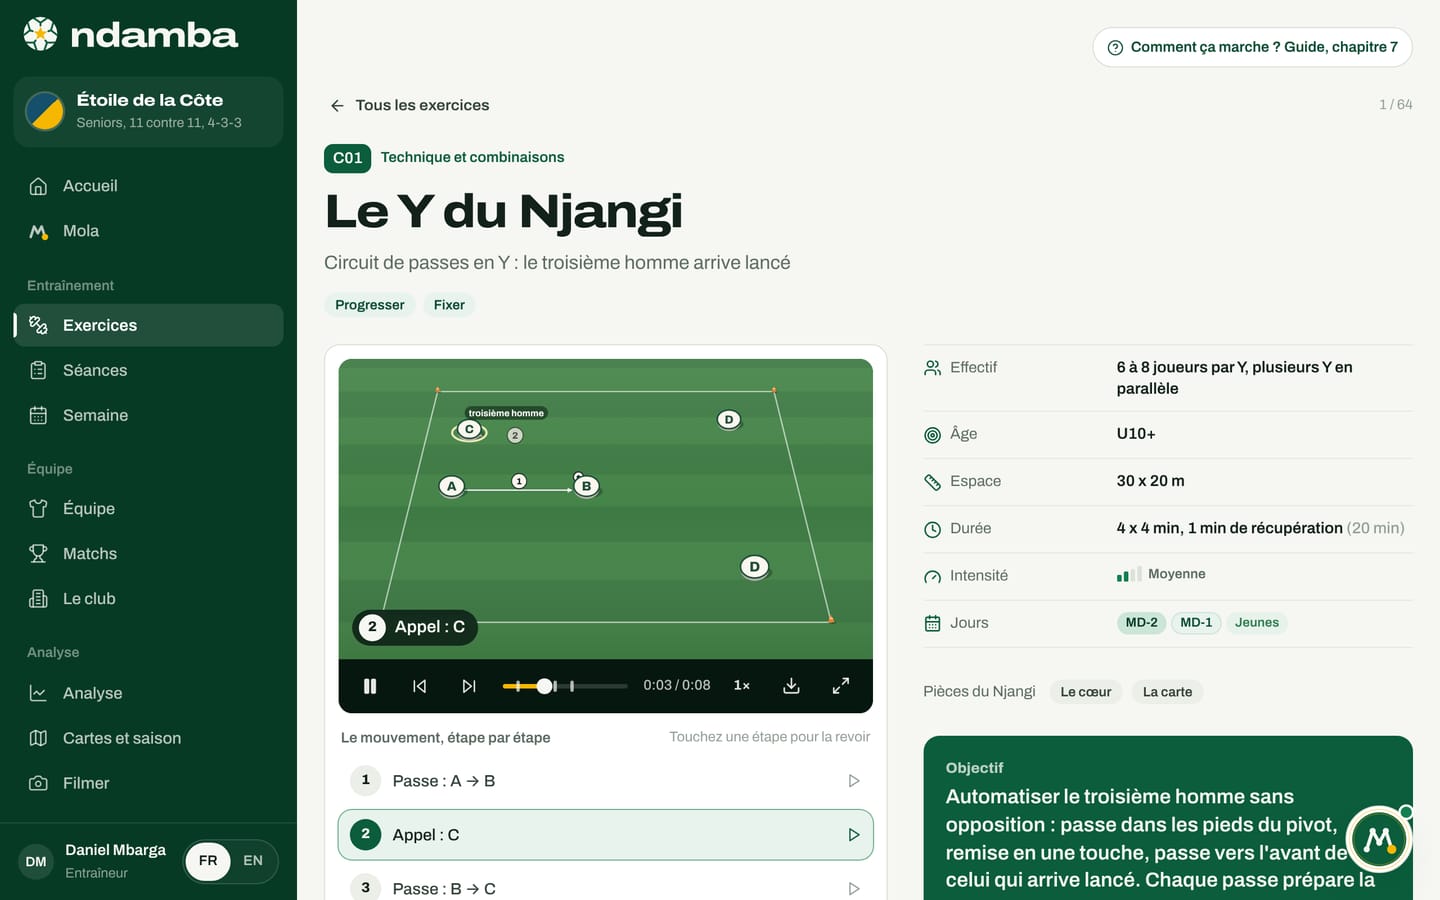 ndamba
Étoile de la Côte
Seniors, 11 contre 11, 4-3-3
Accueil
Mola
Entraînement
Exercices
Séances
Semaine
Équipe
Équipe
Matchs
Le club
Analyse
Analyse
Cartes et saison
Filmer
DM
Daniel Mbarga
Entraîneur
FR
EN
Comment ça marche ? Guide, chapitre 7
Tous les exercices
1 / 64
C01
Technique et combinaisons
Le Y du Njangi
Circuit de passes en Y : le troisième homme arrive lancé
Progresser
Fixer
troisième homme
C
2
D
A
1
B
D
2
Appel : C
0:03 / 0:08
1×
Le mouvement, étape par étape
Touchez une étape pour la revoir
1
Passe : A → B
2
Appel : C
3
Passe : B → C
Effectif
6 à 8 joueurs par Y, plusieurs Y en
parallèle
Âge
U10+
Espace
30 x 20 m
Durée
4 x 4 min, 1 min de récupération (20 min)
Intensité
Moyenne
Jours
MD-2
MD-1
Jeunes
Pièces du Njangi
Le cœur
La carte
Objectif
Automatiser le troisième homme sans
opposition : passe dans les pieds du pivot,
remise en une touche, passe vers l'avant de
celui qui arrive lancé. Chaque passe prépare la
M